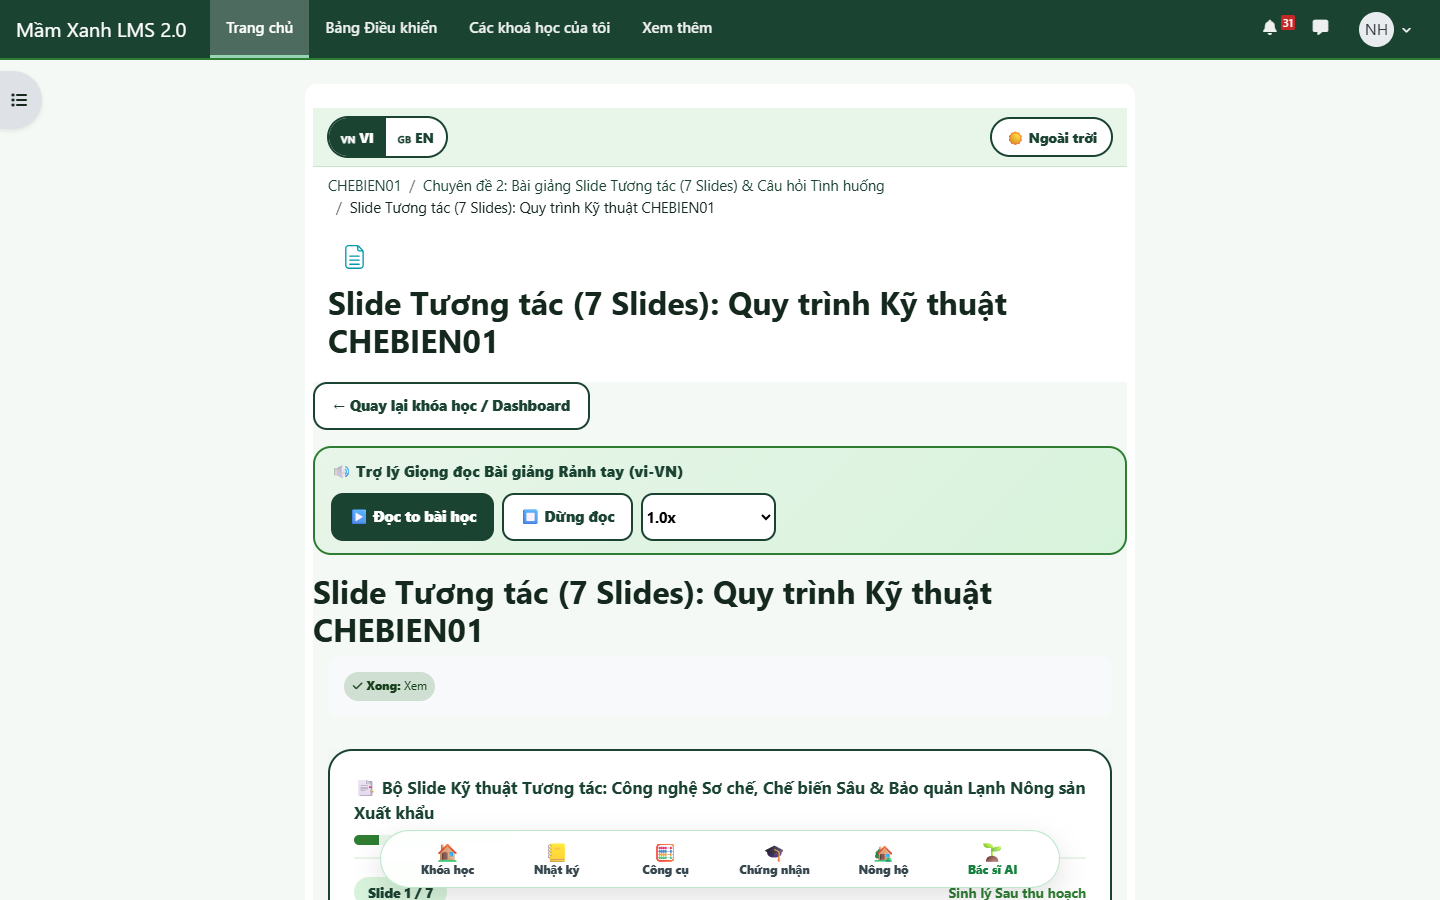 Mầm Xanh LMS 2.0
Trang chủ
Bảng Điều khiển
Các khoá học của tôi
Xem thêm
31
NH
VN VI
GB EN
Ngoài trời
CHEBIEN01 / Chuyên đề 2: Bài giảng Slide Tương tác (7 Slides) & Câu hỏi Tình huống
/ Slide Tương tác (7 Slides): Quy trình Kỹ thuật CHEBIEN01
Slide Tương tác (7 Slides): Quy trình Kỹ thuật
CHEBIEN01
← Quay lại khóa học / Dashboard
Trợ lý Giọng đọc Bài giảng Rảnh tay (vi-VN)
Đọc to bài học
Dừng đọc
1.0x
Slide Tương tác (7 Slides): Quy trình Kỹ thuật
CHEBIEN01
Xong: Xem
Bộ Slide Kỹ thuật Tương tác: Công nghệ Sơ chế, Chế biến Sâu & Bảo quản Lạnh Nông sản
Xuất khẩu
Khóa học
Nhật ký
Công cụ
Chứng nhận
Nông hộ
Bác sĩ AI
Slide 1 / 7
Sinh lý Sau thu hoạch